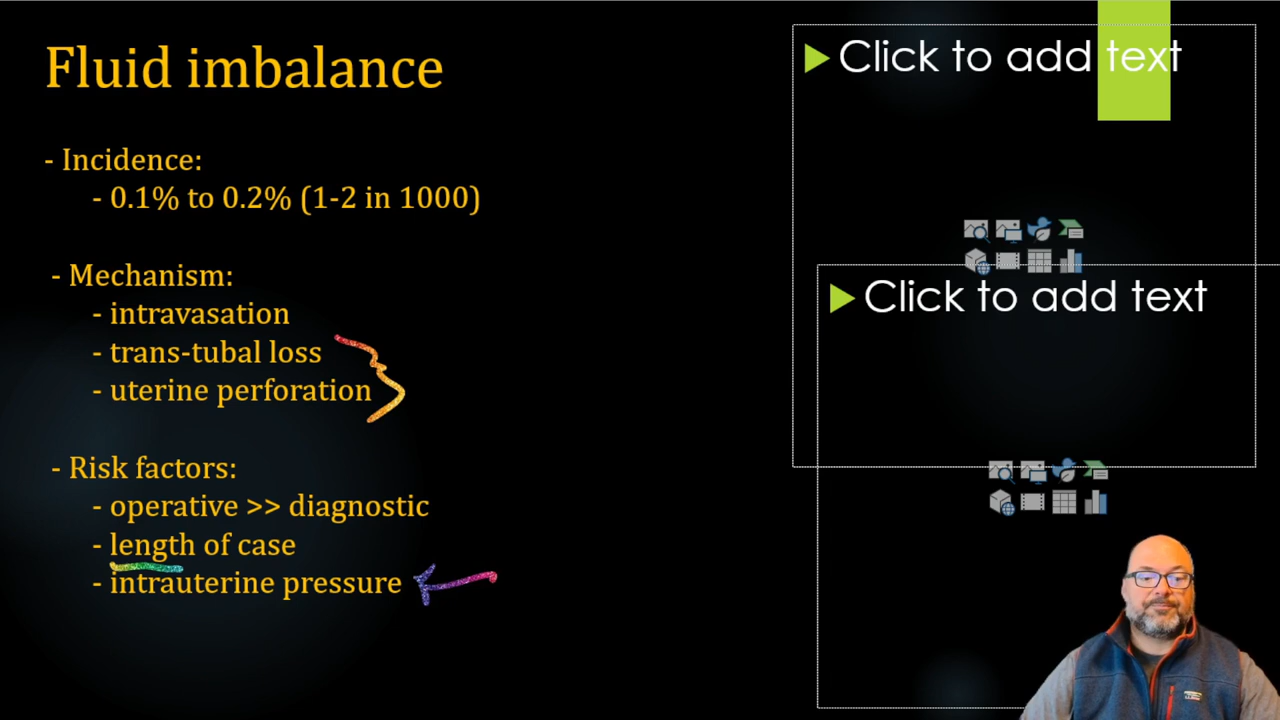 Fluid imbalance
- Incidence:
- 0.1% to 0.2% (1-2 in 1000)
- Mechanism:
- intravasation
- trans-tubal loss
- uterine perforation
- Risk factors:
- operative >> diagnostic
- length of case
- intrauterine pressure
Click to add text
Click to add text